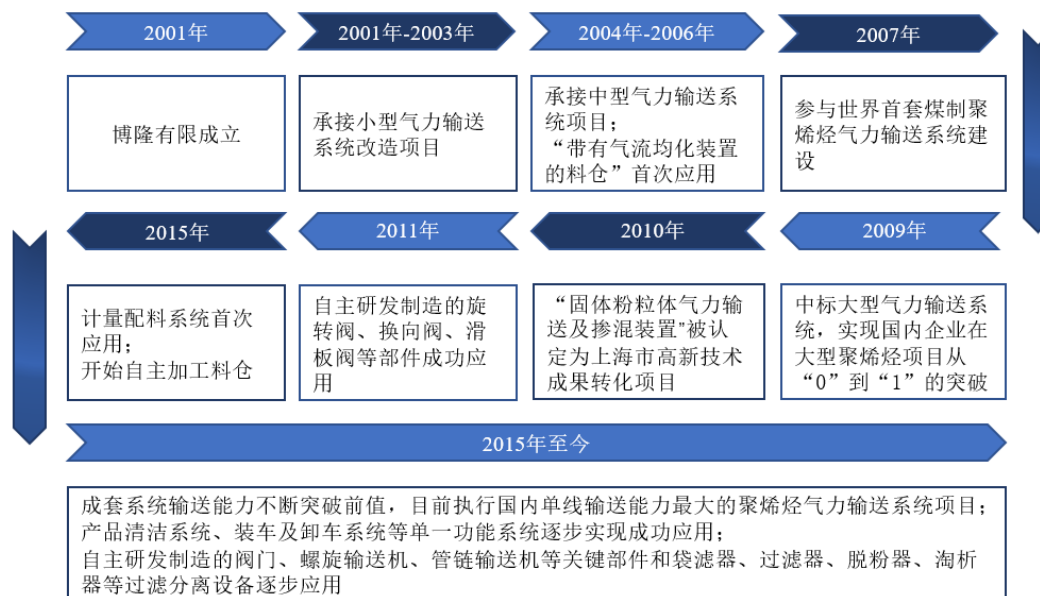 2001年
2001年-2003年
2004年-2006年
2007年
博隆有限成立
承接小型气力输送
系统改造项目
承接中型气力输送系
统项目；
“带有气流均化装置
的料仓”首次应用
参与世界首套煤制聚
烯烃气力输送系统建
设
2015年
2011年
2010年
2009年
计量配料系统首次
应用；
开始自主加工料仓
自主研发制造的旋
转阀、换向阀、滑
板阀等部件成功应
用
“固体粉粒体气力输
送及掺混装置”被认
定为上海市高新技术
成果转化项目
中标大型气力输送系
统，实现国内企业在
大型聚烯烃项目从
“0”到“1”的突破
2015年至今
成套系统输送能力不断突破前值，目前执行国内单线输送能力最大的聚烯烃气力输送系统项目；
产品清洁系统、装车及卸车系统等单一功能系统逐步实现成功应用；
自主研发制造的阀门、螺旋输送机、管链输送机等关键部件和袋滤器、过滤器、脱粉器、淘析
器等过滤分离设备逐步应用